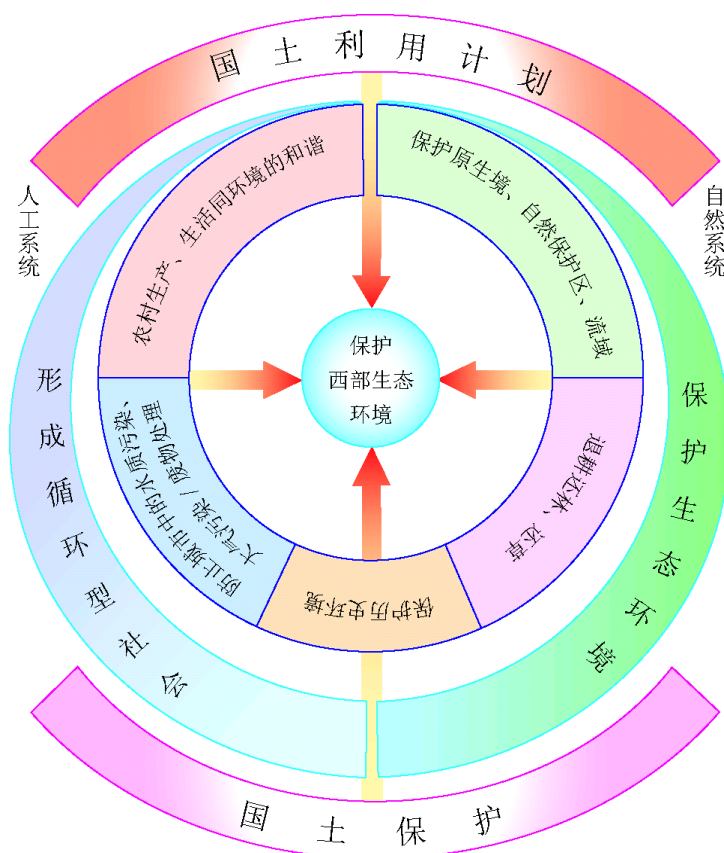 国土利用计划
人工系统
自然系统
农村生产、生活同环境的和谐
保护原生境、自然保护区、流域
保护
西部生态
环境
形成循环型社会
保护生态环境
防止城市中的水质污染、
大气污染/废物处理
退耕还林、还草
保护历史环境
国土保护